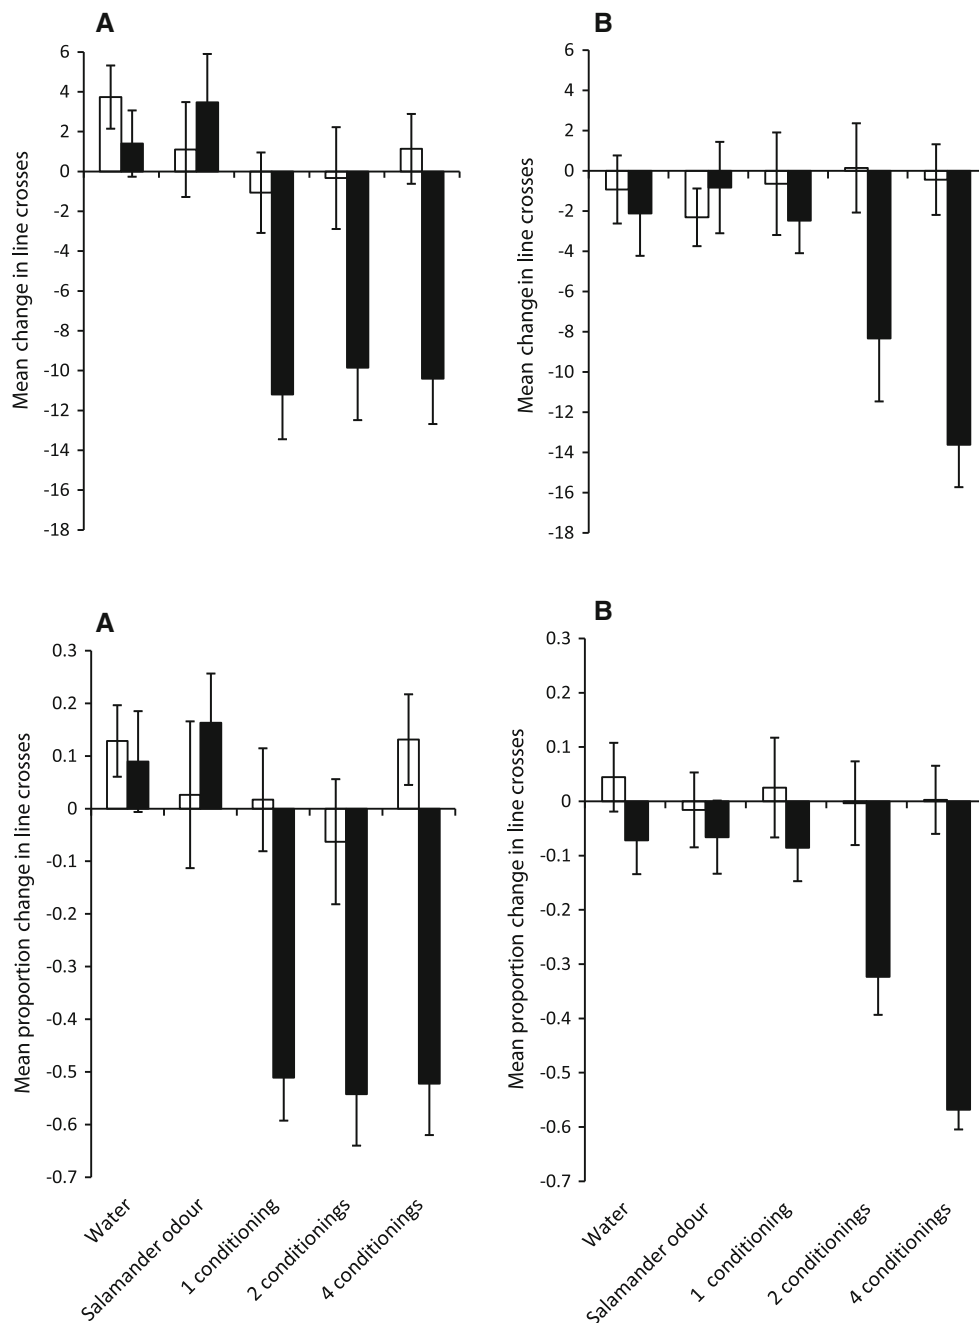 A
6
4
2
0
-2
-4
-6
-8
-10
-12
-14
-16
-18
Mean change in line crosses
B
6
4
2
0
-2
-4
-6
-8
-10
-12
-14
-16
-18
Mean change in line crosses
A
0.3
0.2
0.1
0
-0.1
-0.2
-0.3
-0.4
-0.5
-0.6
-0.7
Mean proportion change in line crosses
Water
Salamander odour
1 conditioning
2 conditionings
4 conditionings
B
0.3
0.2
0.1
0
-0.1
-0.2
-0.3
-0.4
-0.5
-0.6
-0.7
Mean proportion change in line crosses
Water
Salamander odour
1 conditioning
2 conditionings
4 conditionings